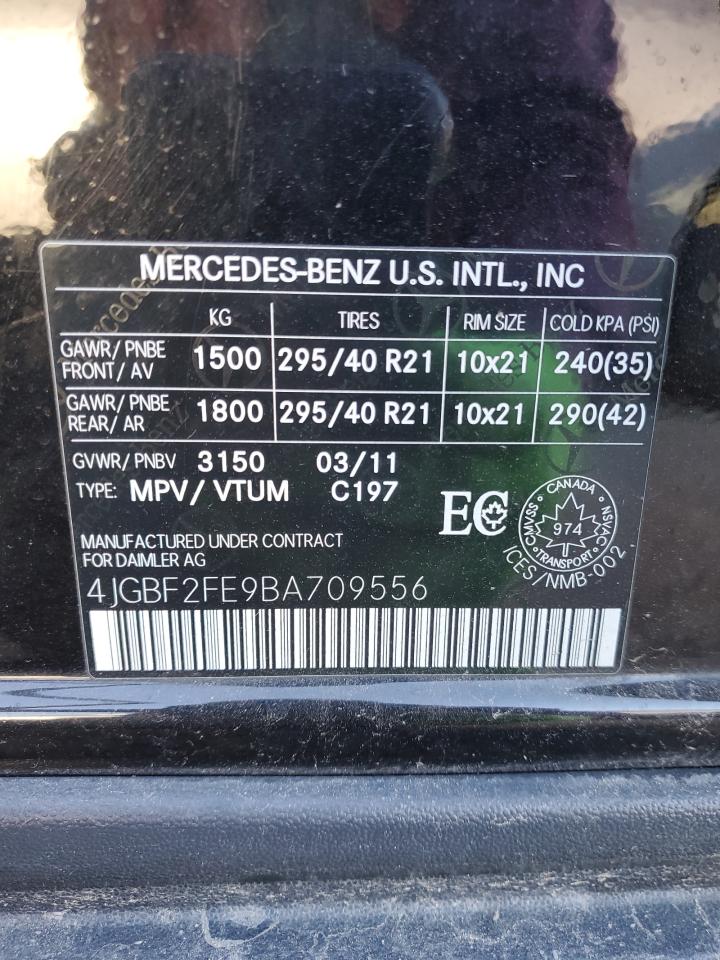 MERCEDES-BENZ U.S. INTL., INC
KG TIRES RIM SIZE COLD KPA (PSI)
GAWR/ PNBE FRONT/ AV 1500 295/40 R21 10x21 240(35)
GAWR/ PNBE REAR/ AR 1800 295/40 R21 10x21 290(42)
GVWR/ PNBV 3150 03/11
TYPE: MPV/VTUM C197
EC
CANADA
CMVSS 974 NSVAC
TRANSPORT
ICES/NMB-002
MANUFACTURED UNDER CONTRACT
FOR DAIMLER AG
4JGBF2FE9BA709556